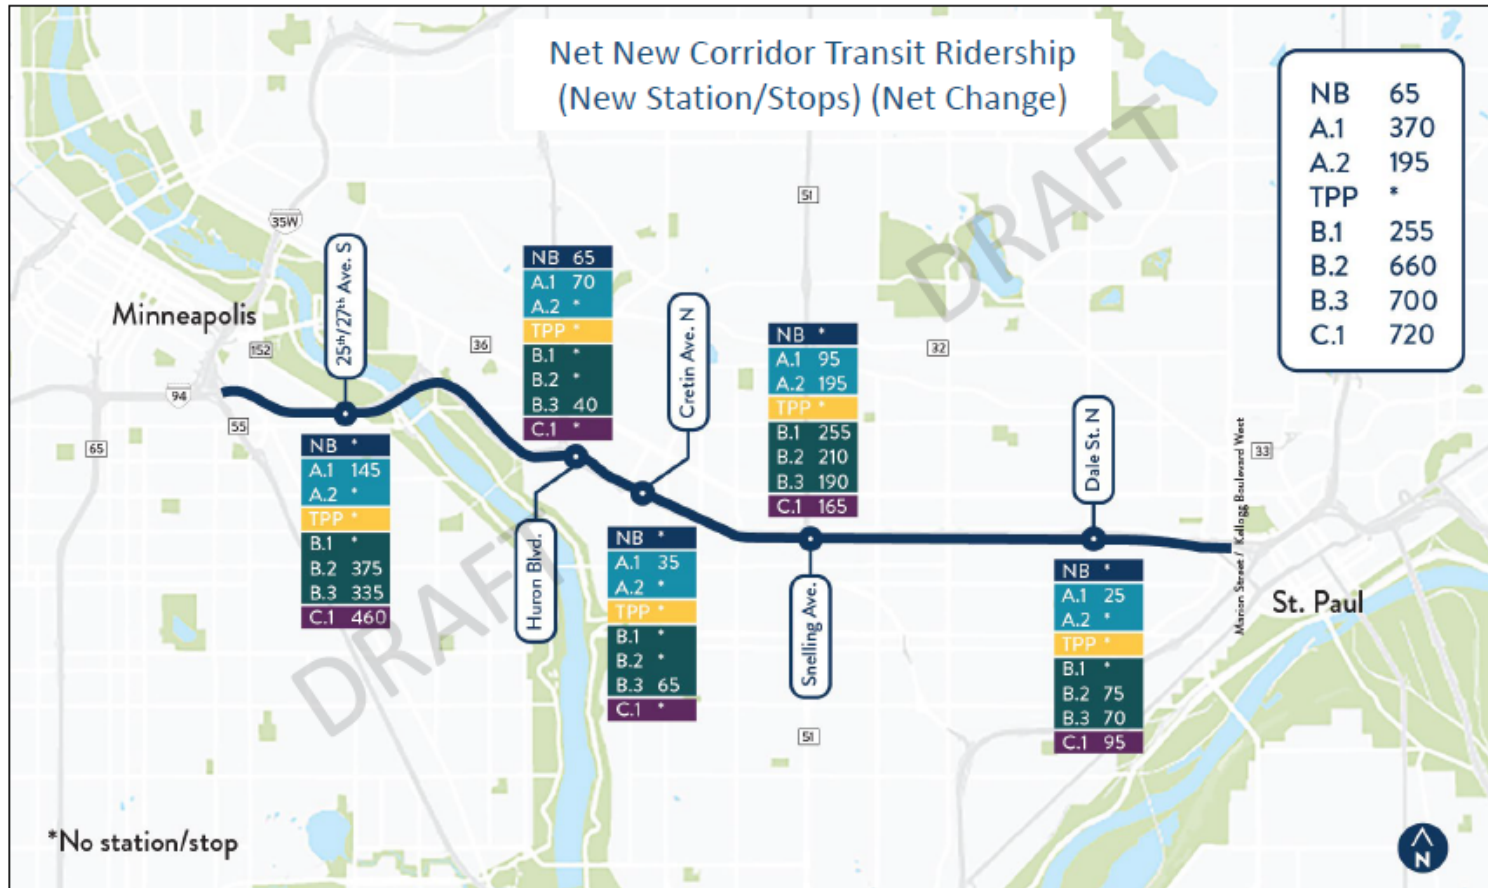 Net New Corridor Transit Ridership
(New Station/Stops) (Net Change)
NB 65
A.1 370
A.2 195
TPP *
B.1 255
B.2 660
B.3 700
C.1 720
DRAFT
DRAFT
51
35W
Minneapolis
152
36
32
94
55
65
33
51
25th/27th Ave. S
NB *
A.1 145
A.2 *
TPP *
B.1 *
B.2 375
B.3 335
C.1 460
NB 65
A.1 70
A.2 *
TPP *
B.1 *
B.2 *
B.3 40
C.1 *
Huron Blvd.
Cretin Ave. N
NB *
A.1 35
A.2 *
TPP *
B.1 *
B.2 *
B.3 65
C.1 *
NB *
A.1 95
A.2 195
TPP *
B.1 255
B.2 210
B.3 190
C.1 165
Snelling Ave.
Dale St. N
NB *
A.1 25
A.2 *
TPP *
B.1 *
B.2 75
B.3 70
C.1 95
Marion Street / Kellogg Boulevard West
St. Paul
*No station/stop
N